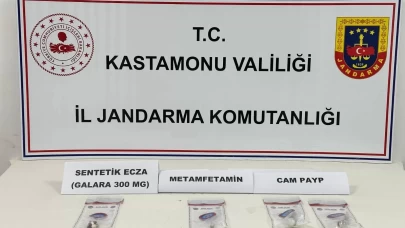 T.C.
KASTAMONU VALİLİĞİ
İL JANDARMA KOMUTANLIĞI
JANDARMA
SENTETİK ECZA
(GALARA 300 MG)
METAMFETAMİN
CAM PAYP